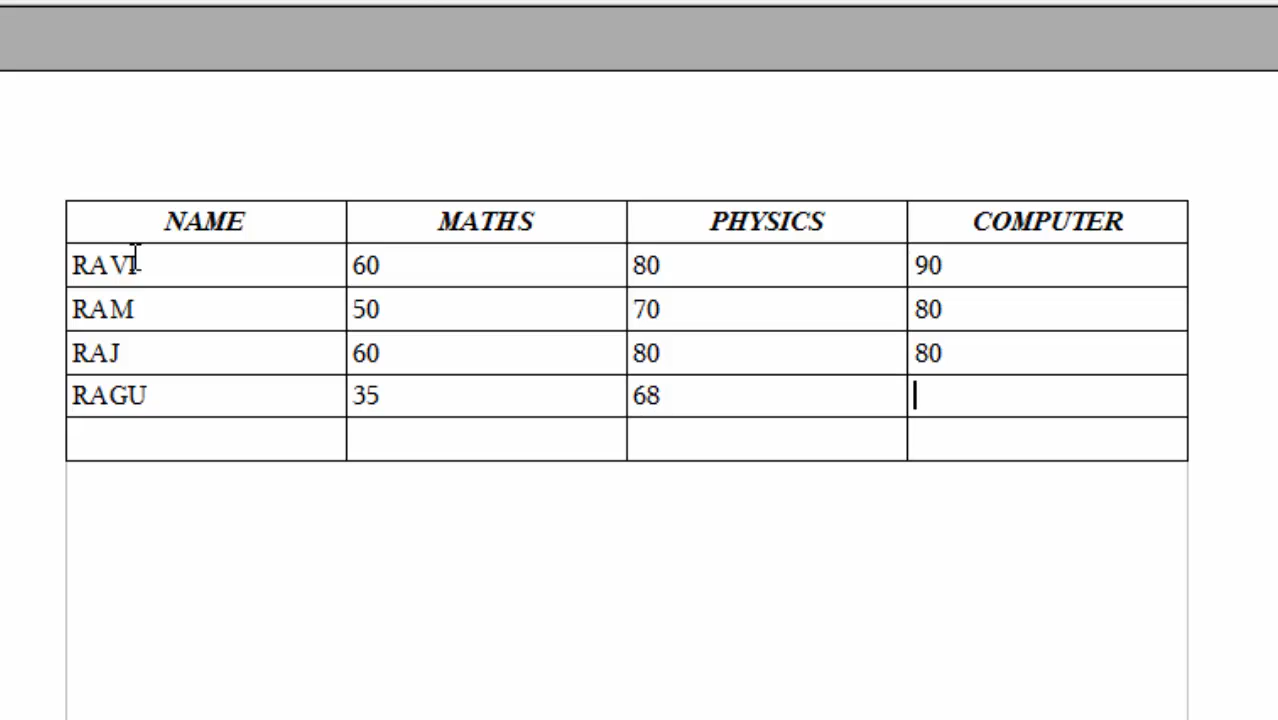 NAME MATHS PHYSICS COMPUTER
RAVI 60 80 90
RAM 50 70 80
RAJ 60 80 80
RAGU 35 68